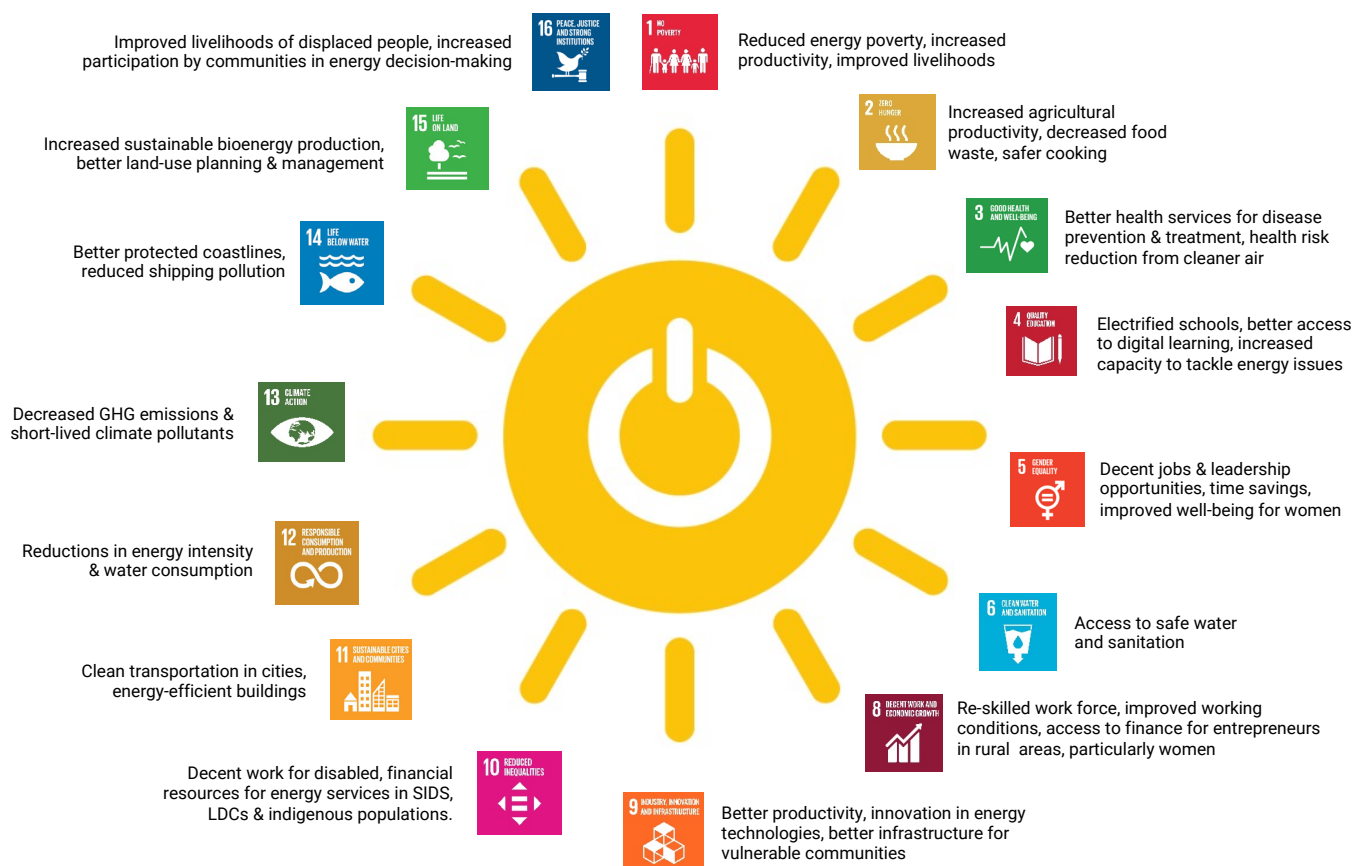 16 PEACE, JUSTICE
AND STRONG
INSTITUTIONS
Improved livelihoods of displaced people, increased
participation by communities in energy decision-making
1 NO
POVERTY
Reduced energy poverty, increased
productivity, improved livelihoods
2 ZERO
HUNGER
Increased agricultural
productivity, decreased food
waste, safer cooking
3 GOOD HEALTH
AND WELL-BEING
Better health services for disease
prevention & treatment, health risk
reduction from cleaner air
4 QUALITY
EDUCATION
Electrified schools, better access
to digital learning, increased
capacity to tackle energy issues
5 GENDER
EQUALITY
Decent jobs & leadership
opportunities, time savings,
improved well-being for women
6 CLEAN WATER
AND SANITATION
Access to safe water
and sanitation
8 DECENT WORK AND
ECONOMIC GROWTH
Re-skilled work force, improved working
conditions, access to finance for entrepreneurs
in rural areas, particularly women
9 INDUSTRY, INNOVATION
AND INFRASTRUCTURE
Better productivity, innovation in energy
technologies, better infrastructure for
vulnerable communities
10 REDUCED
INEQUALITIES
Decent work for disabled, financial
resources for energy services in SIDS,
LDCs & indigenous populations.
11 SUSTAINABLE CITIES
AND COMMUNITIES
Clean transportation in cities,
energy-efficient buildings
12 RESPONSIBLE
CONSUMPTION
AND PRODUCTION
Reductions in energy intensity
& water consumption
13 CLIMATE
ACTION
Decreased GHG emissions &
short-lived climate pollutants
14 LIFE
BELOW WATER
Better protected coastlines,
reduced shipping pollution
15 LIFE
ON LAND
Increased sustainable bioenergy production,
better land-use planning & management